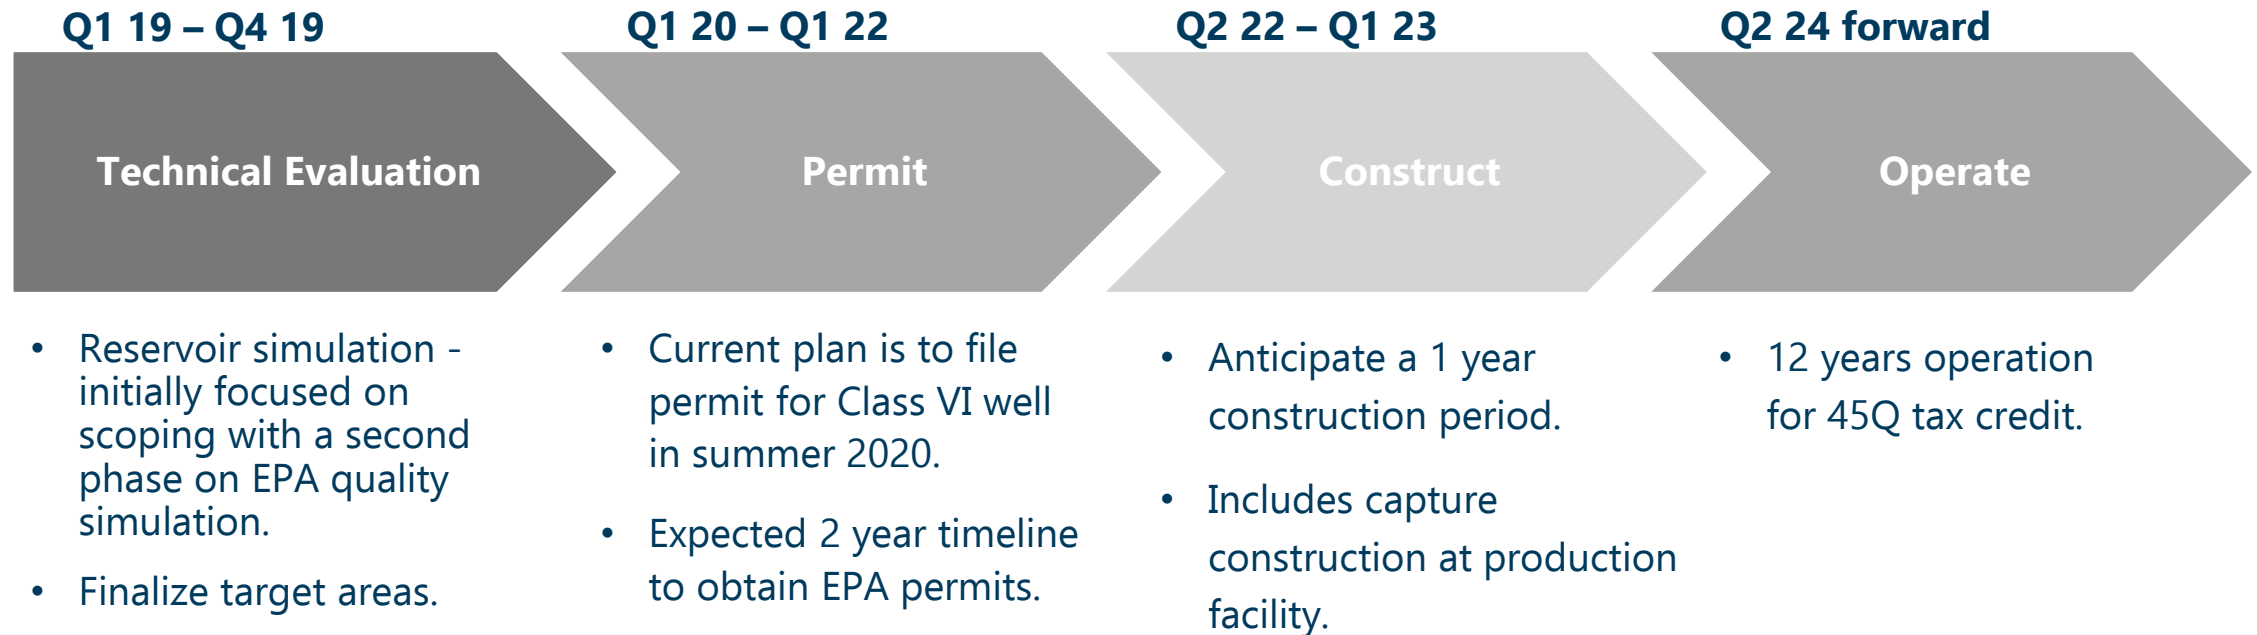 Q1 19 – Q4 19
Technical Evaluation
• Reservoir simulation -
initially focused on
scoping with a second
phase on EPA quality
simulation.
• Finalize target areas.
Q1 20 – Q1 22
Permit
• Current plan is to file
permit for Class VI well
in summer 2020.
• Expected 2 year timeline
to obtain EPA permits.
Q2 22 – Q1 23
Construct
• Anticipate a 1 year
construction period.
• Includes capture
construction at production
facility.
Q2 24 forward
Operate
• 12 years operation
for 45Q tax credit.